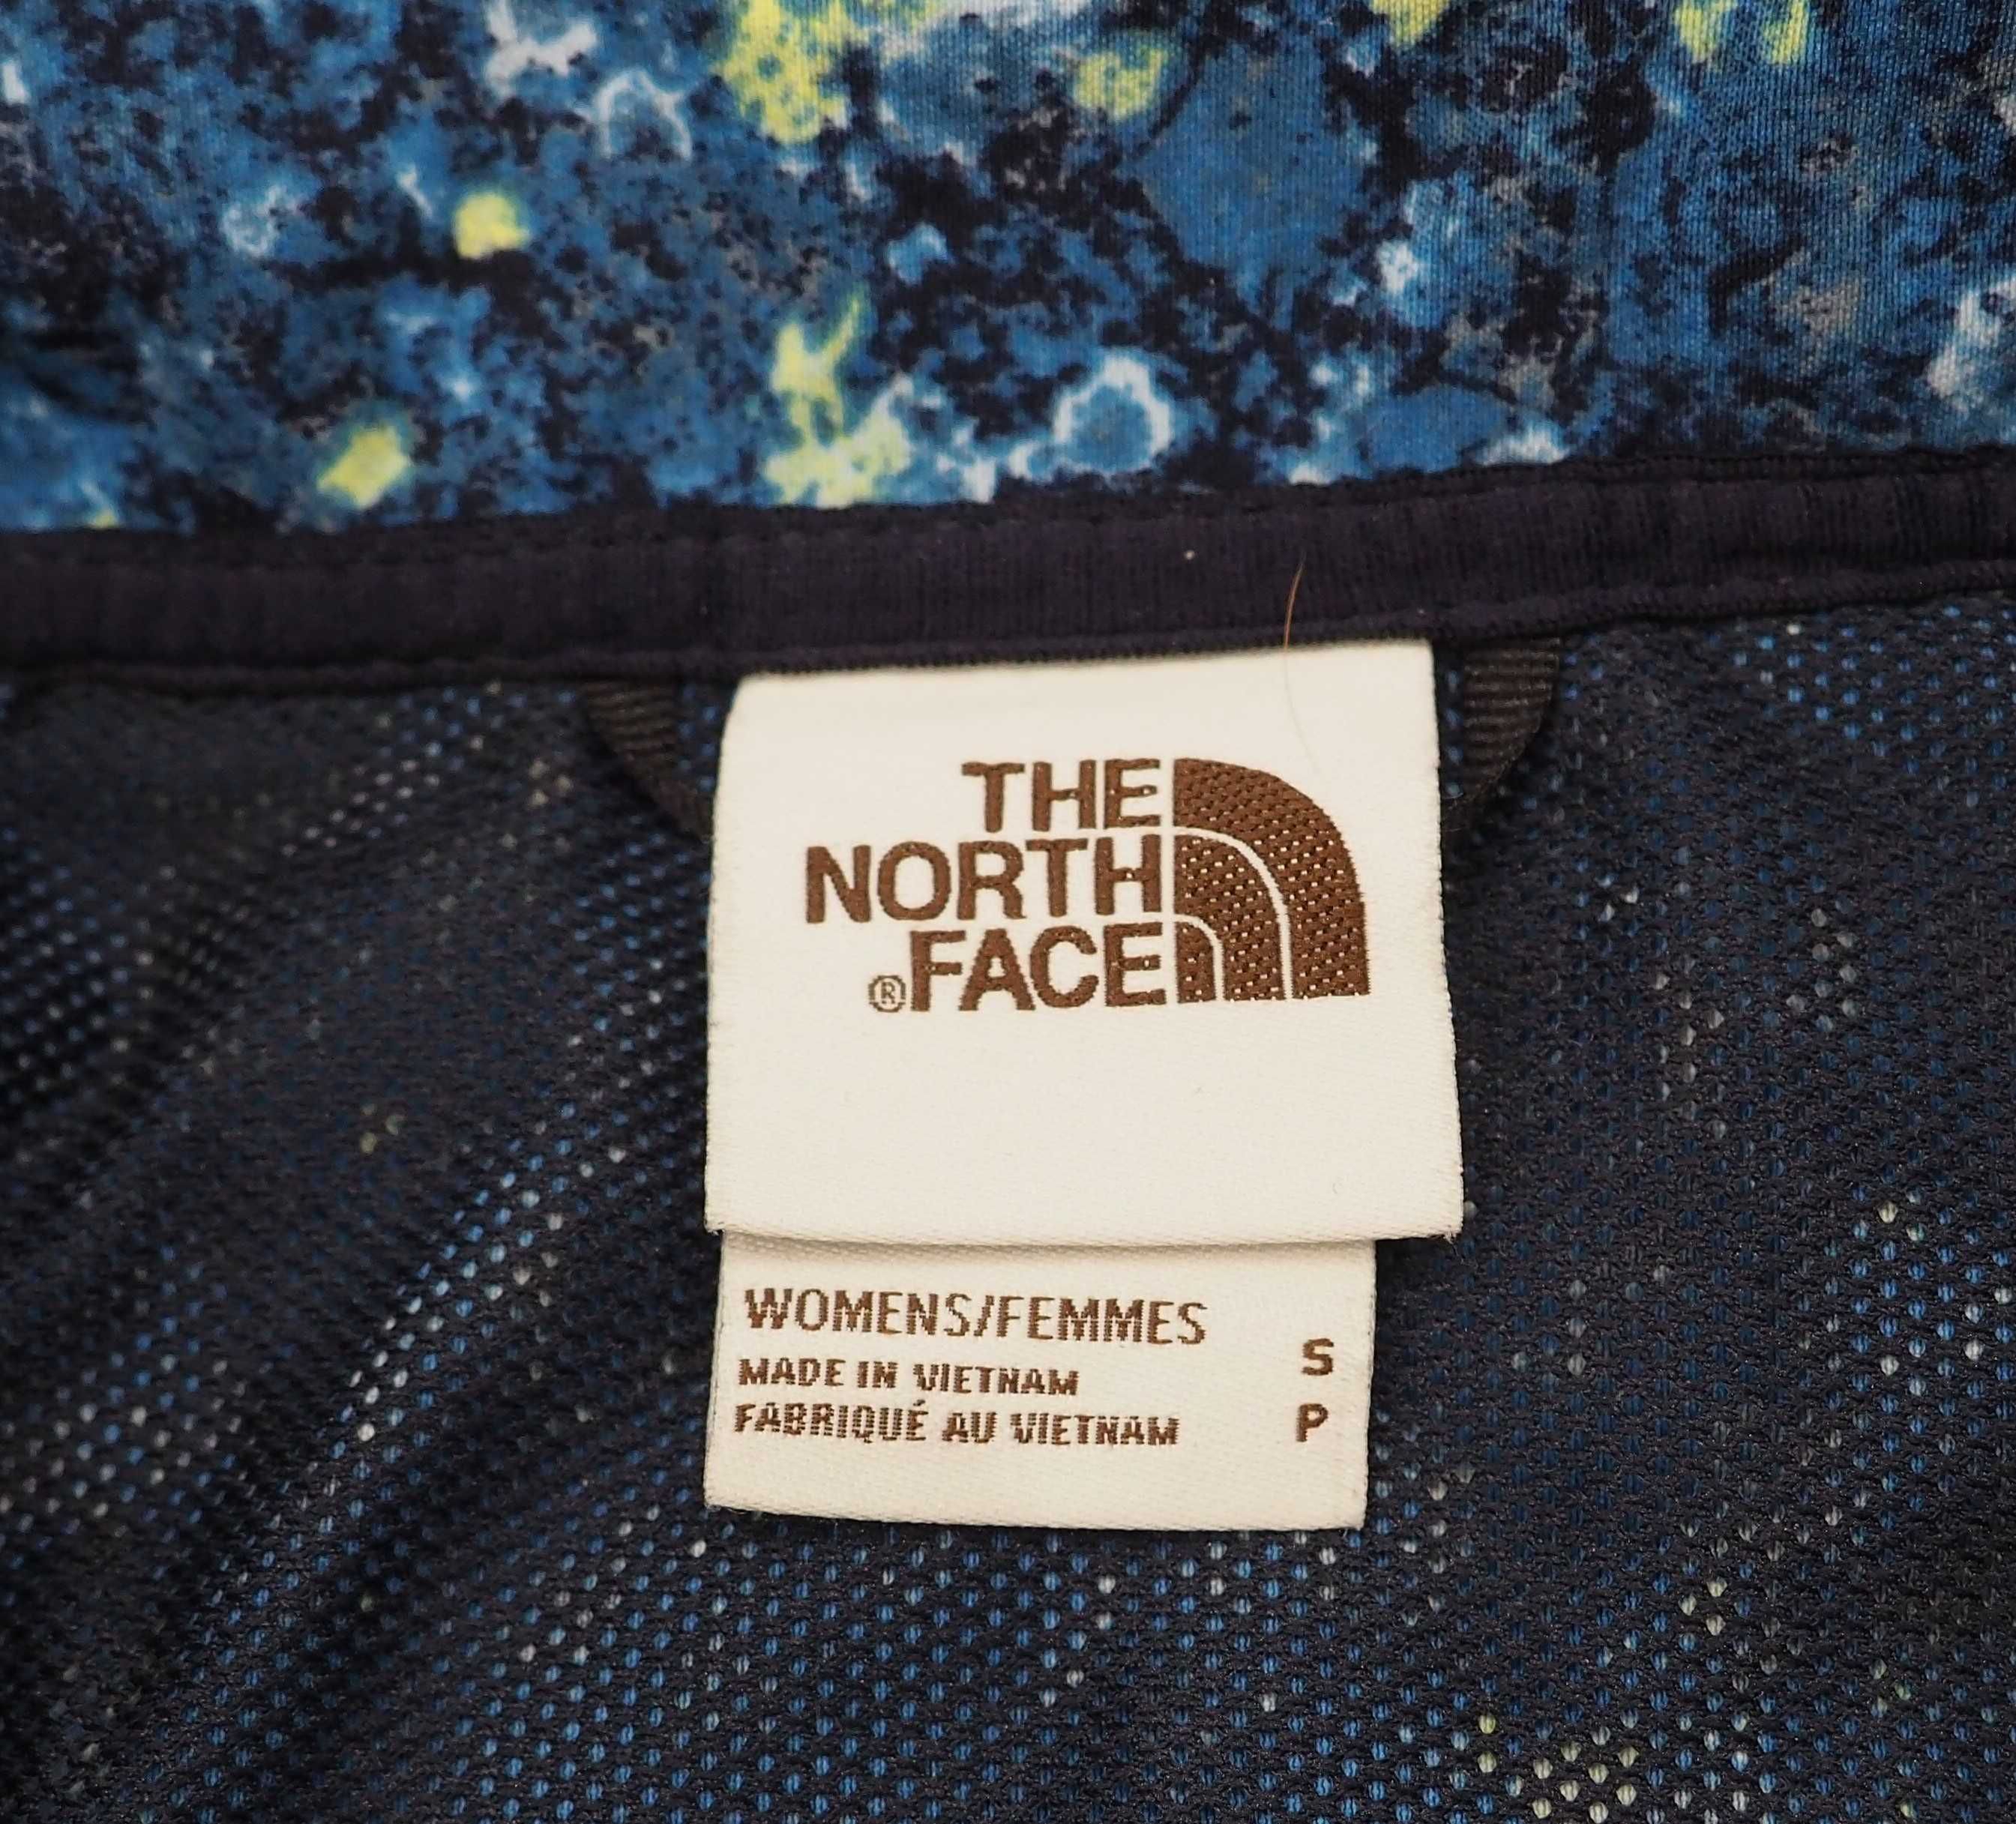 THE
NORTH
®FACE
WOMENS/FEMMES
MADE IN VIETNAM
FABRIQUÉ AU VIETNAM
S
P